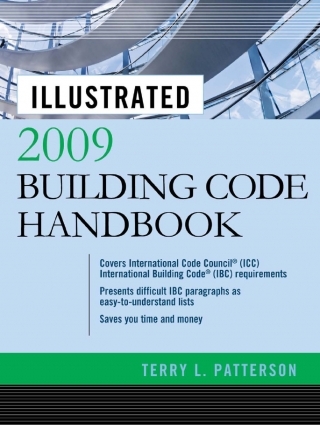 ILLUSTRATED
2009
BUILDING CODE
HANDBOOK
Covers International Code Council® (ICC)
International Building Code® (IBC) requirements
Presents difficult IBC paragraphs as
easy-to-understand lists
Saves you time and money
TERRY L. PATTERSON